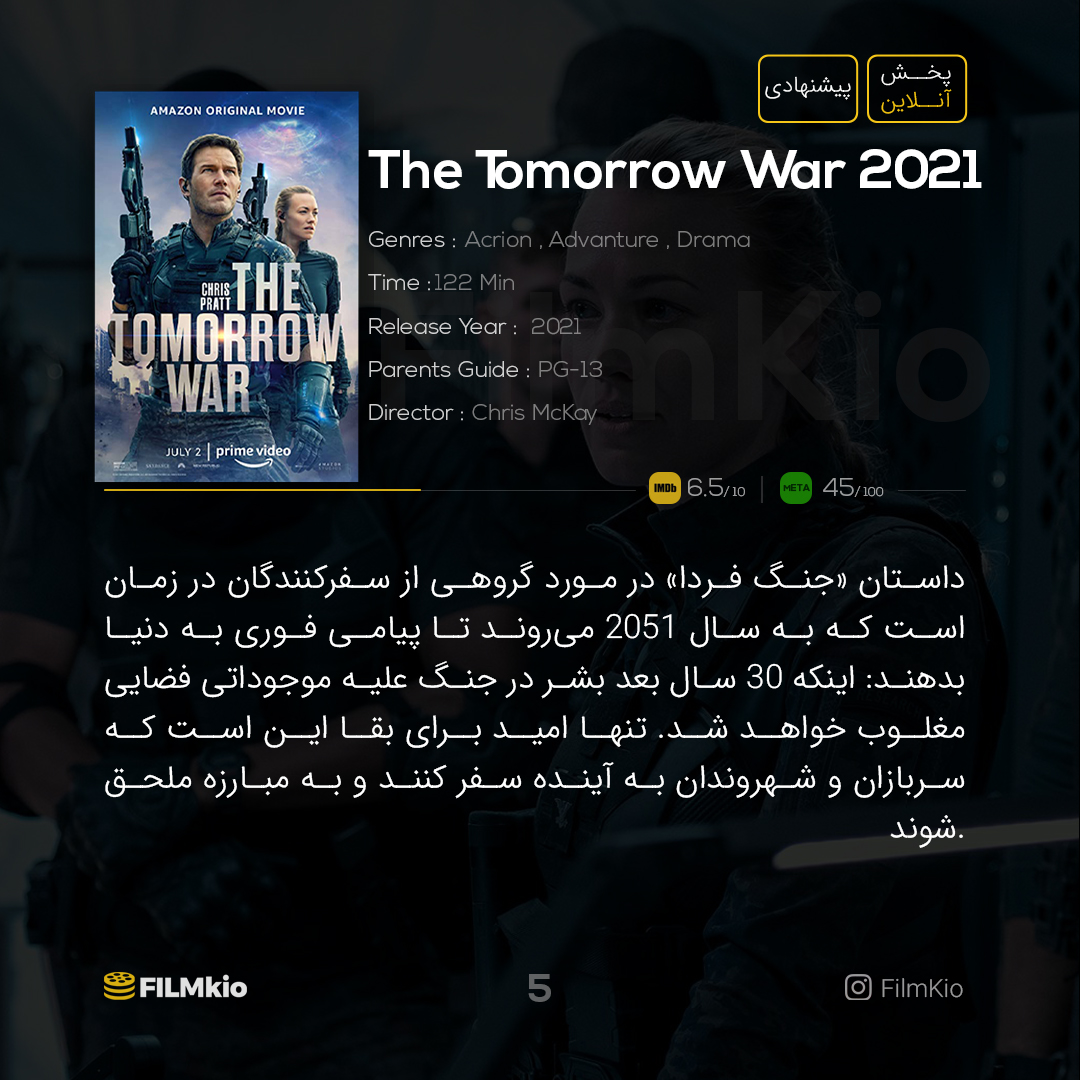 پخش
آنلاین
پیشنهادی
AMAZON ORIGINAL MOVIE
CHRIS
PRATT
THE
TOMORROW
WAR
JULY 2 | prime video
The Tomorrow War 2021
Genres : Acrion , Advanture , Drama
Time :122 Min
Release Year : 2021
Parents Guide : PG-13
Director : Chris McKay
FilmKio
IMDb 6.5/10 | META 45/100
داستان «جنگ فردا» در مورد گروهی از سفرکنندگان در زمان
است که به سال 2051 می‌روند تا پیامی فوری به دنیا
بدهند: اینکه 30 سال بعد بشر در جنگ علیه موجوداتی فضایی
مغلوب خواهد شد. تنها امید برای بقا این است که
سربازان و شهروندان به آینده سفر کنند و به مبارزه ملحق
شوند.
FILMkio
5
FilmKio